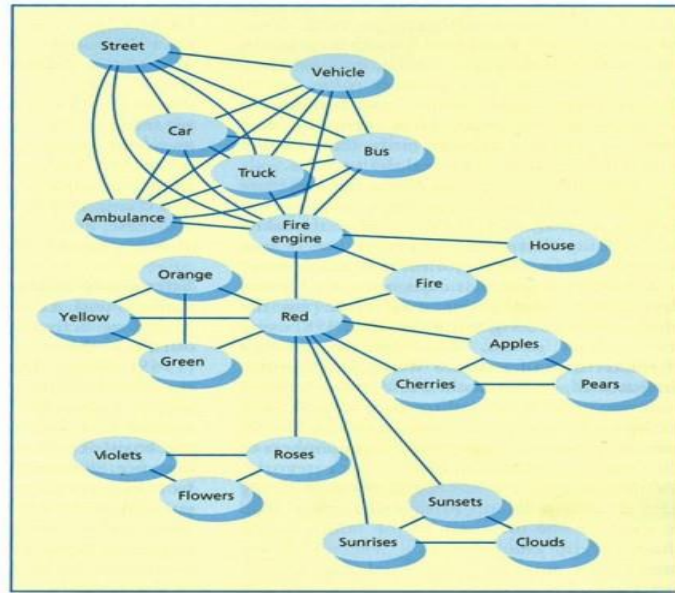 Street
Vehicle
Car
Bus
Truck
Ambulance
Fire
engine
House
Orange
Fire
Yellow
Red
Green
Apples
Cherries
Pears
Violets
Roses
Flowers
Sunsets
Sunrises
Clouds